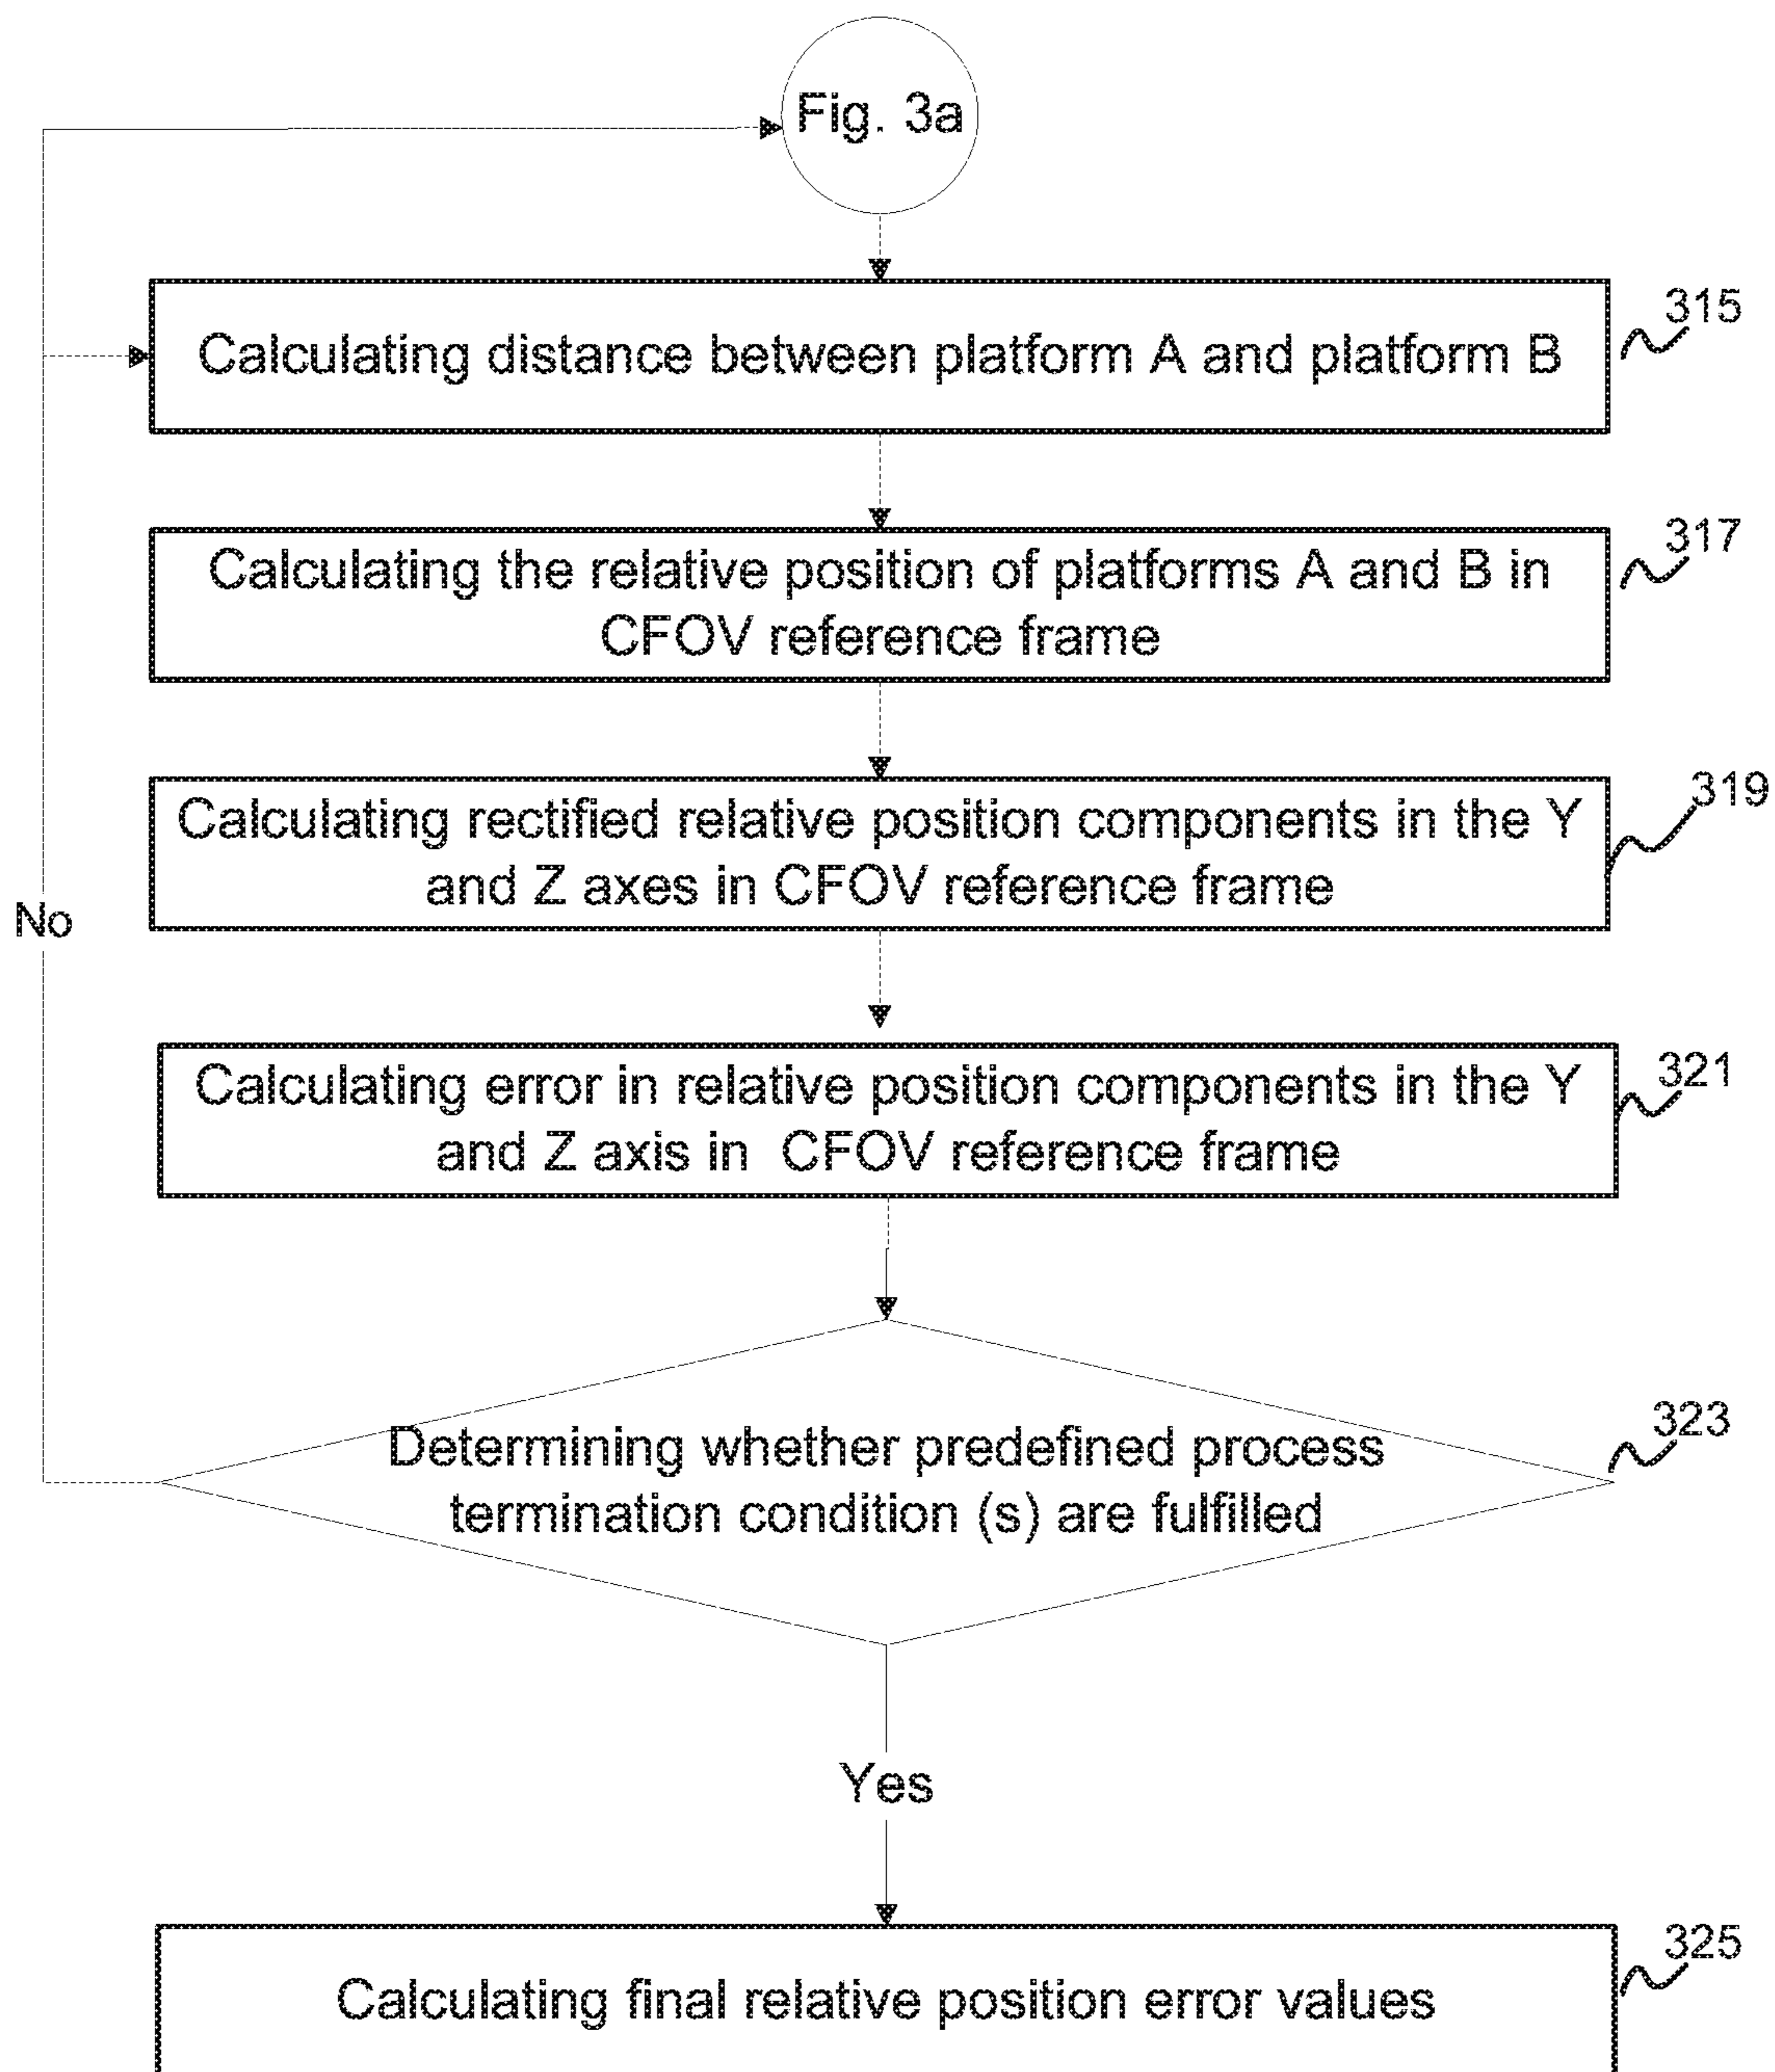 Fig. 3a
315
Calculating distance between platform A and platform B
317
Calculating the relative position of platforms A and B in
CFOV reference frame
319
Calculating rectified relative position components in the Y
and Z axes in CFOV reference frame
No
321
Calculating error in relative position components in the Y
and Z axis in CFOV reference frame
323
Determining whether predefined process
termination condition (s) are fulfilled
Yes
325
Calculating final relative position error values